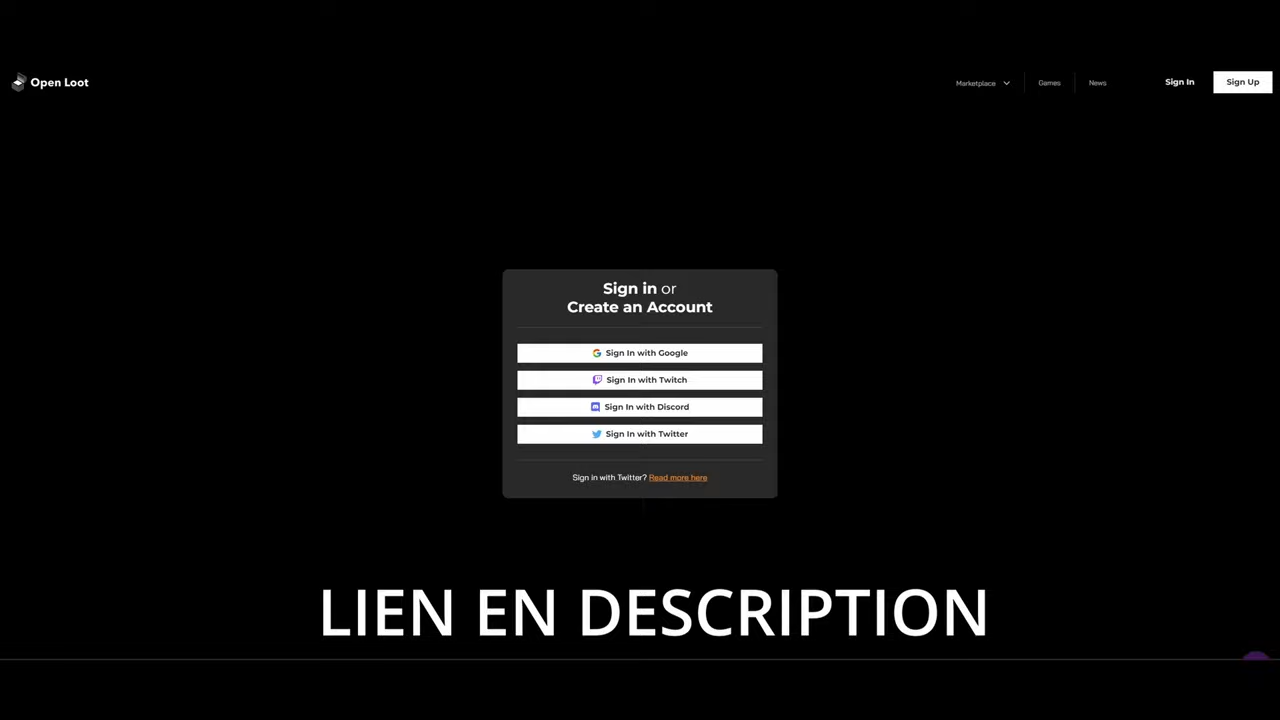 Open Loot
Marketplace
Games
News
Sign In
Sign Up
Sign in or
Create an Account
Sign In with Google
Sign In with Twitch
Sign In with Discord
Sign In with Twitter
Sign in with Twitter? Read more here
LIEN EN DESCRIPTION